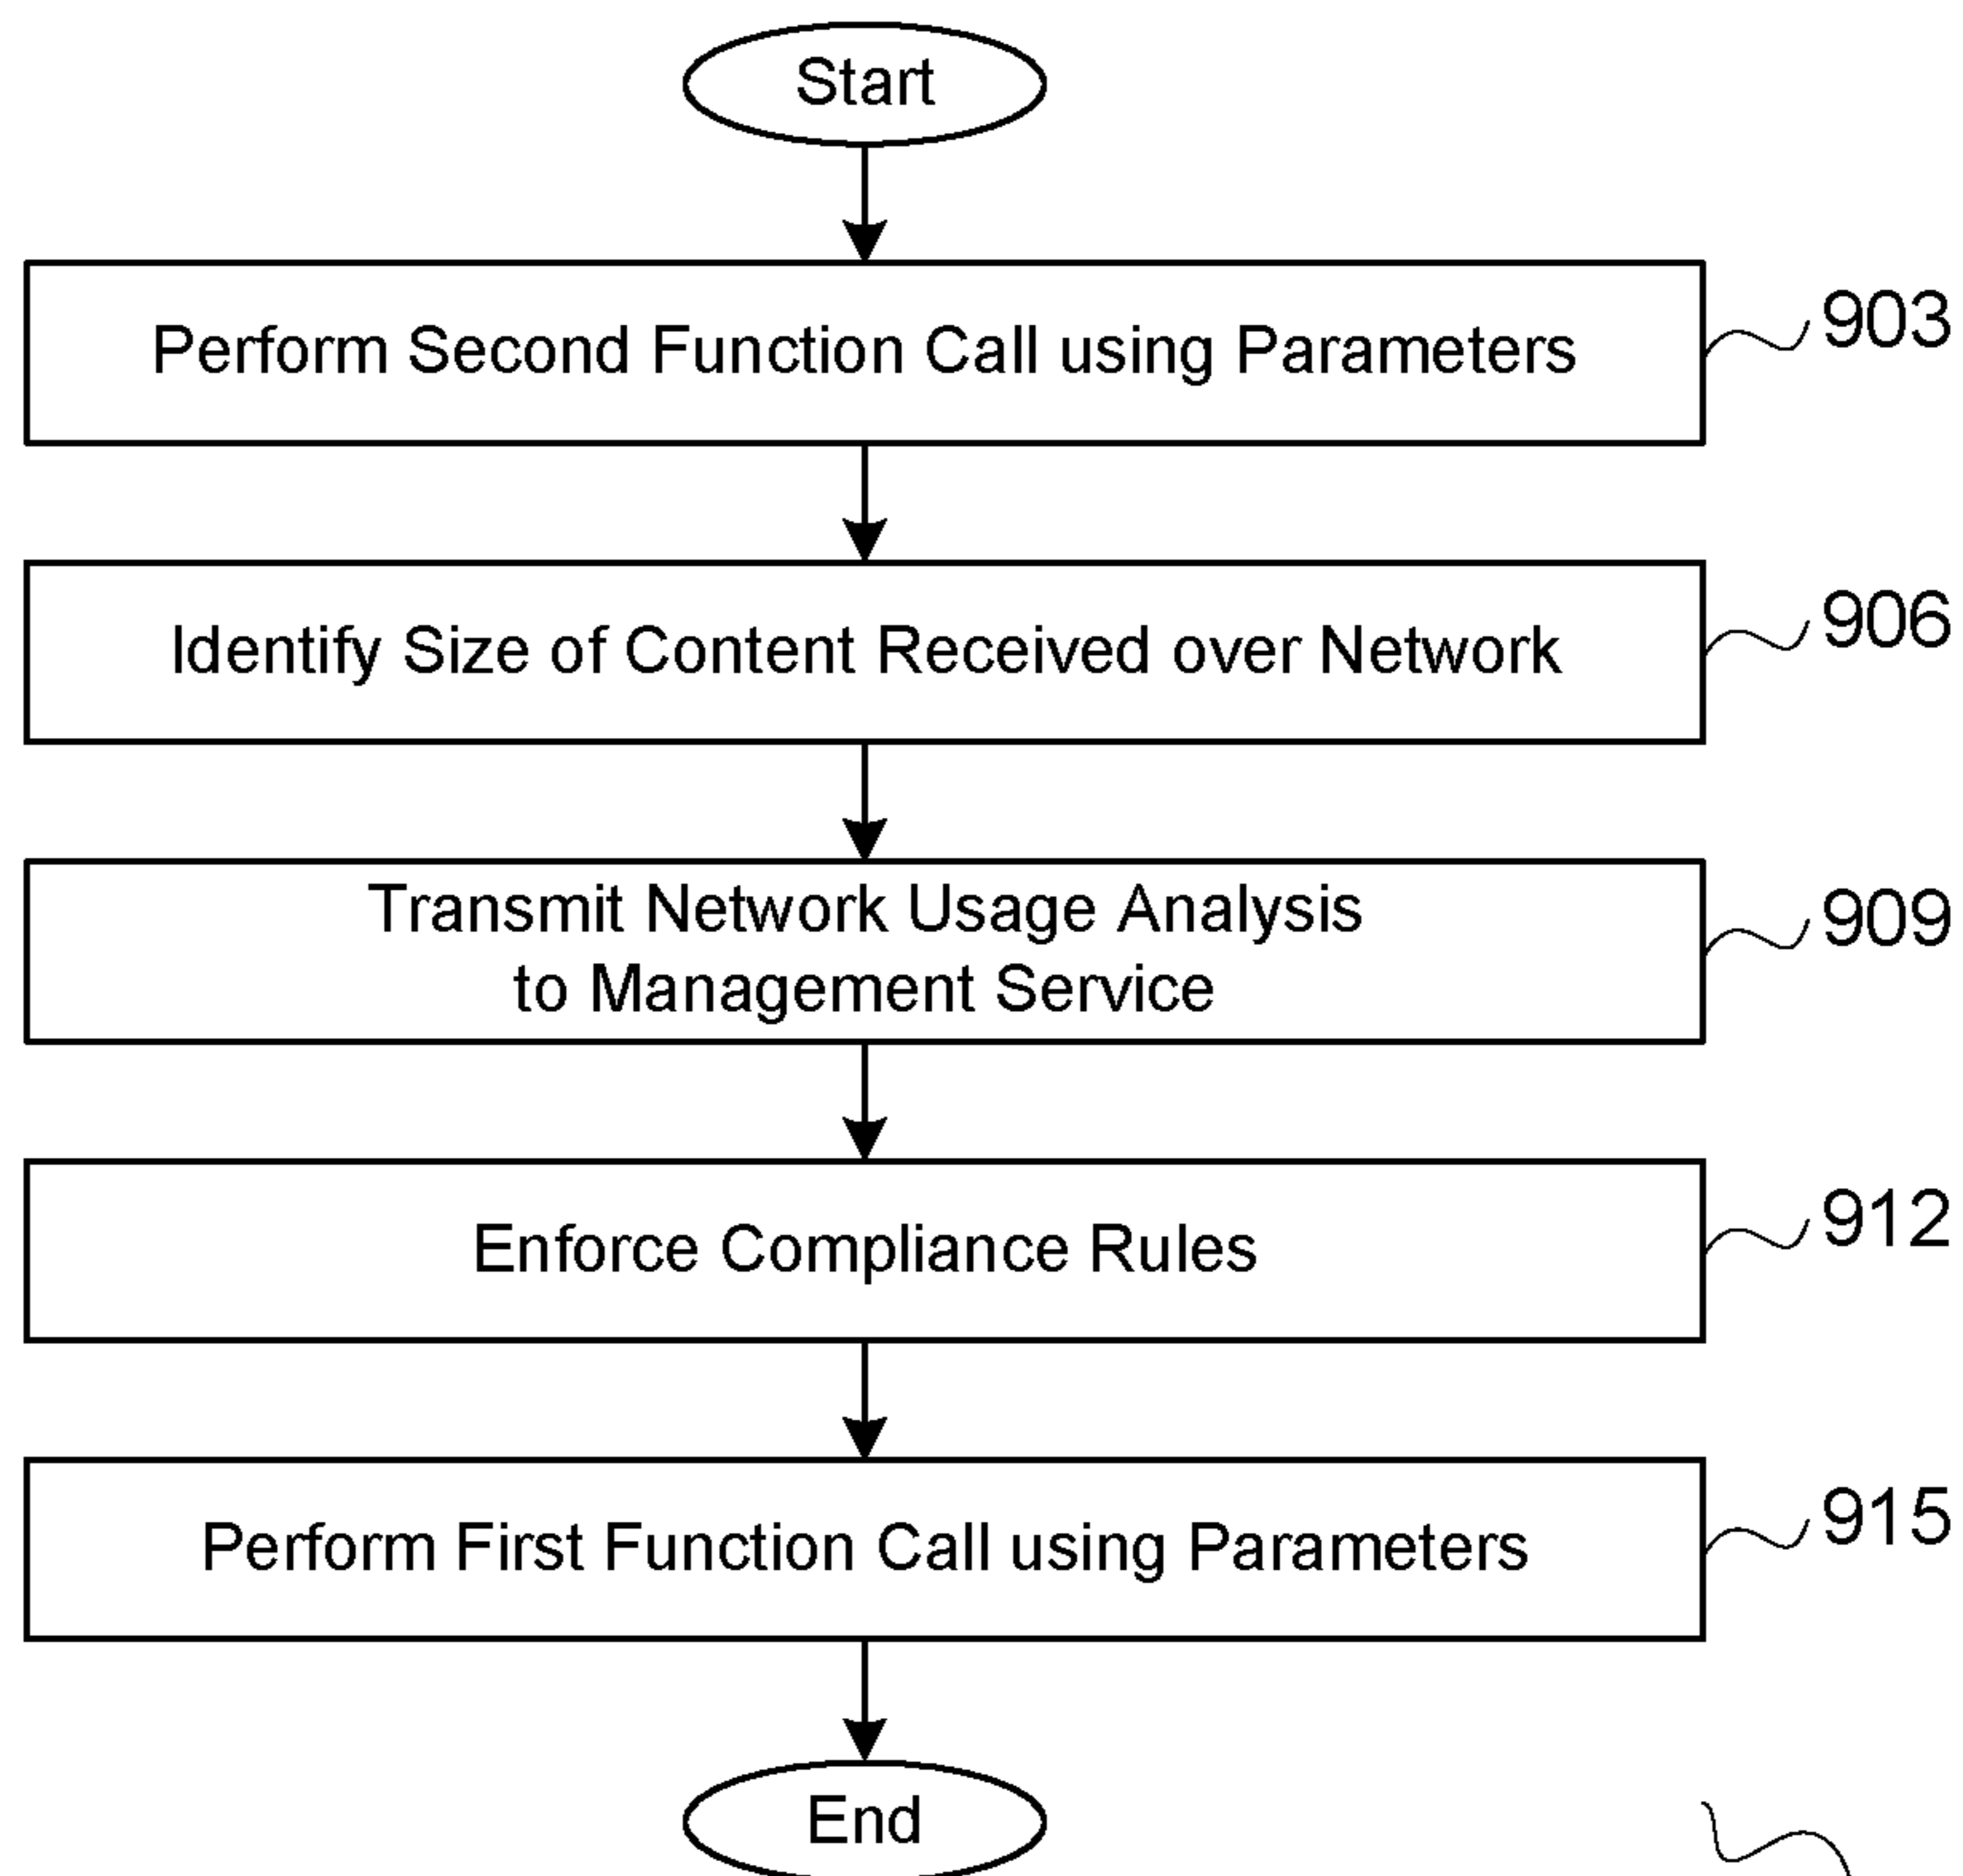 Start
Perform Second Function Call using Parameters
903
Identify Size of Content Received over Network
906
Transmit Network Usage Analysis
to Management Service
909
Enforce Compliance Rules
912
Perform First Function Call using Parameters
915
End